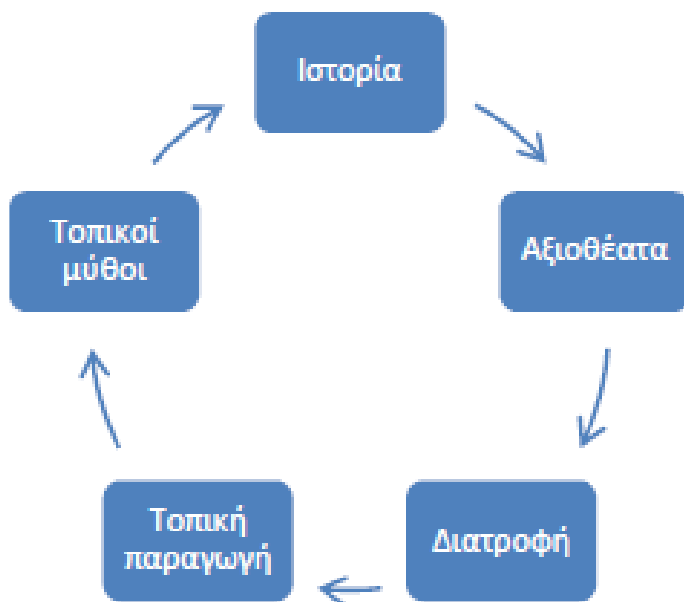 Ιστορία
Αξιοθέατα
Διατροφή
Τοπική
παραγωγή
Τοπικοί
μύθοι